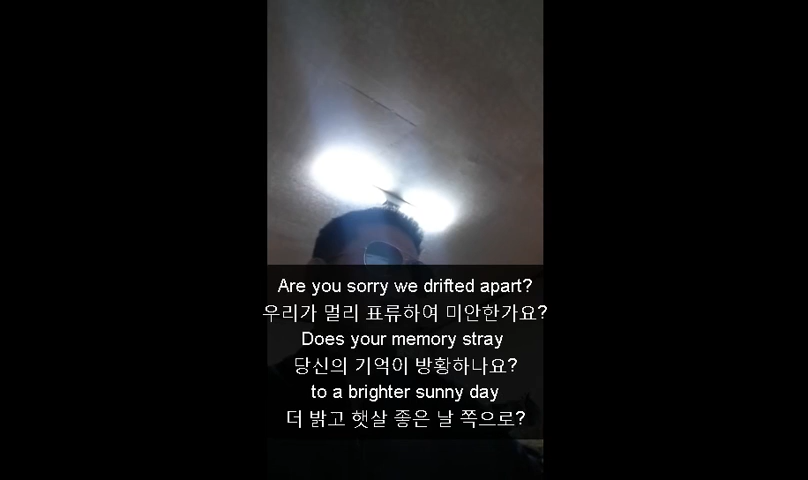 Are you sorry we drifted apart?
우리가 멀리 표류하여 미안한가요?
Does your memory stray
당신의 기억이 방황하나요?
to a brighter sunny day
더 밝고 햇살 좋은 날 쪽으로?